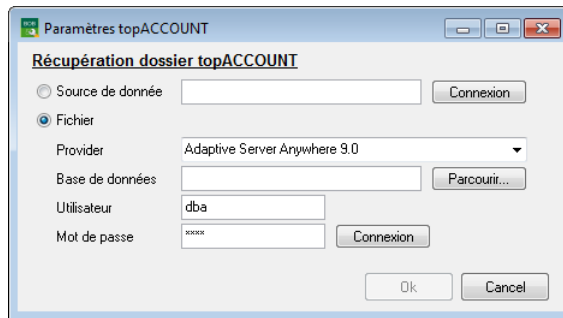 BOB
Paramètres topACCOUNT
Récupération dossier topACCOUNT
Source de donnée
Connexion
Fichier
Provider
Adaptive Server Anywhere 9.0
Base de données
Parcourir...
Utilisateur
dba
Mot de passe
****
Connexion
Ok
Cancel